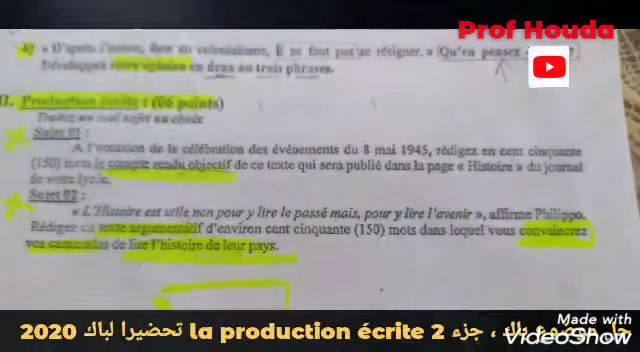 Prof Houda
b) « D'après l'auteur, face au colonialisme, il ne faut pas se résigner. » Qu'en pensez
Développez votre opinion en deux ou trois phrases.
II. Production écrite : (06 points)
Traitez un seul sujet au choix
Sujet 01 :
A l'occasion de la célébration des événements du 8 mai 1945, rédigez en cent cinquante
(150) mots le compte rendu objectif de ce texte qui sera publié dans la page « Histoire » du journal
de votre lycée.
Sujet 02 :
« L'Histoire est utile non pour y lire le passé mais, pour y lire l'avenir », affirme Philippo.
Rédigez un texte argumentatif d'environ cent cinquante (150) mots dans lequel vous convaincrez
vos camarades de lire l'histoire de leur pays.
Made with
VideoShow
باك ، جزء 2 la production écrite تحضيرا لباك 2020